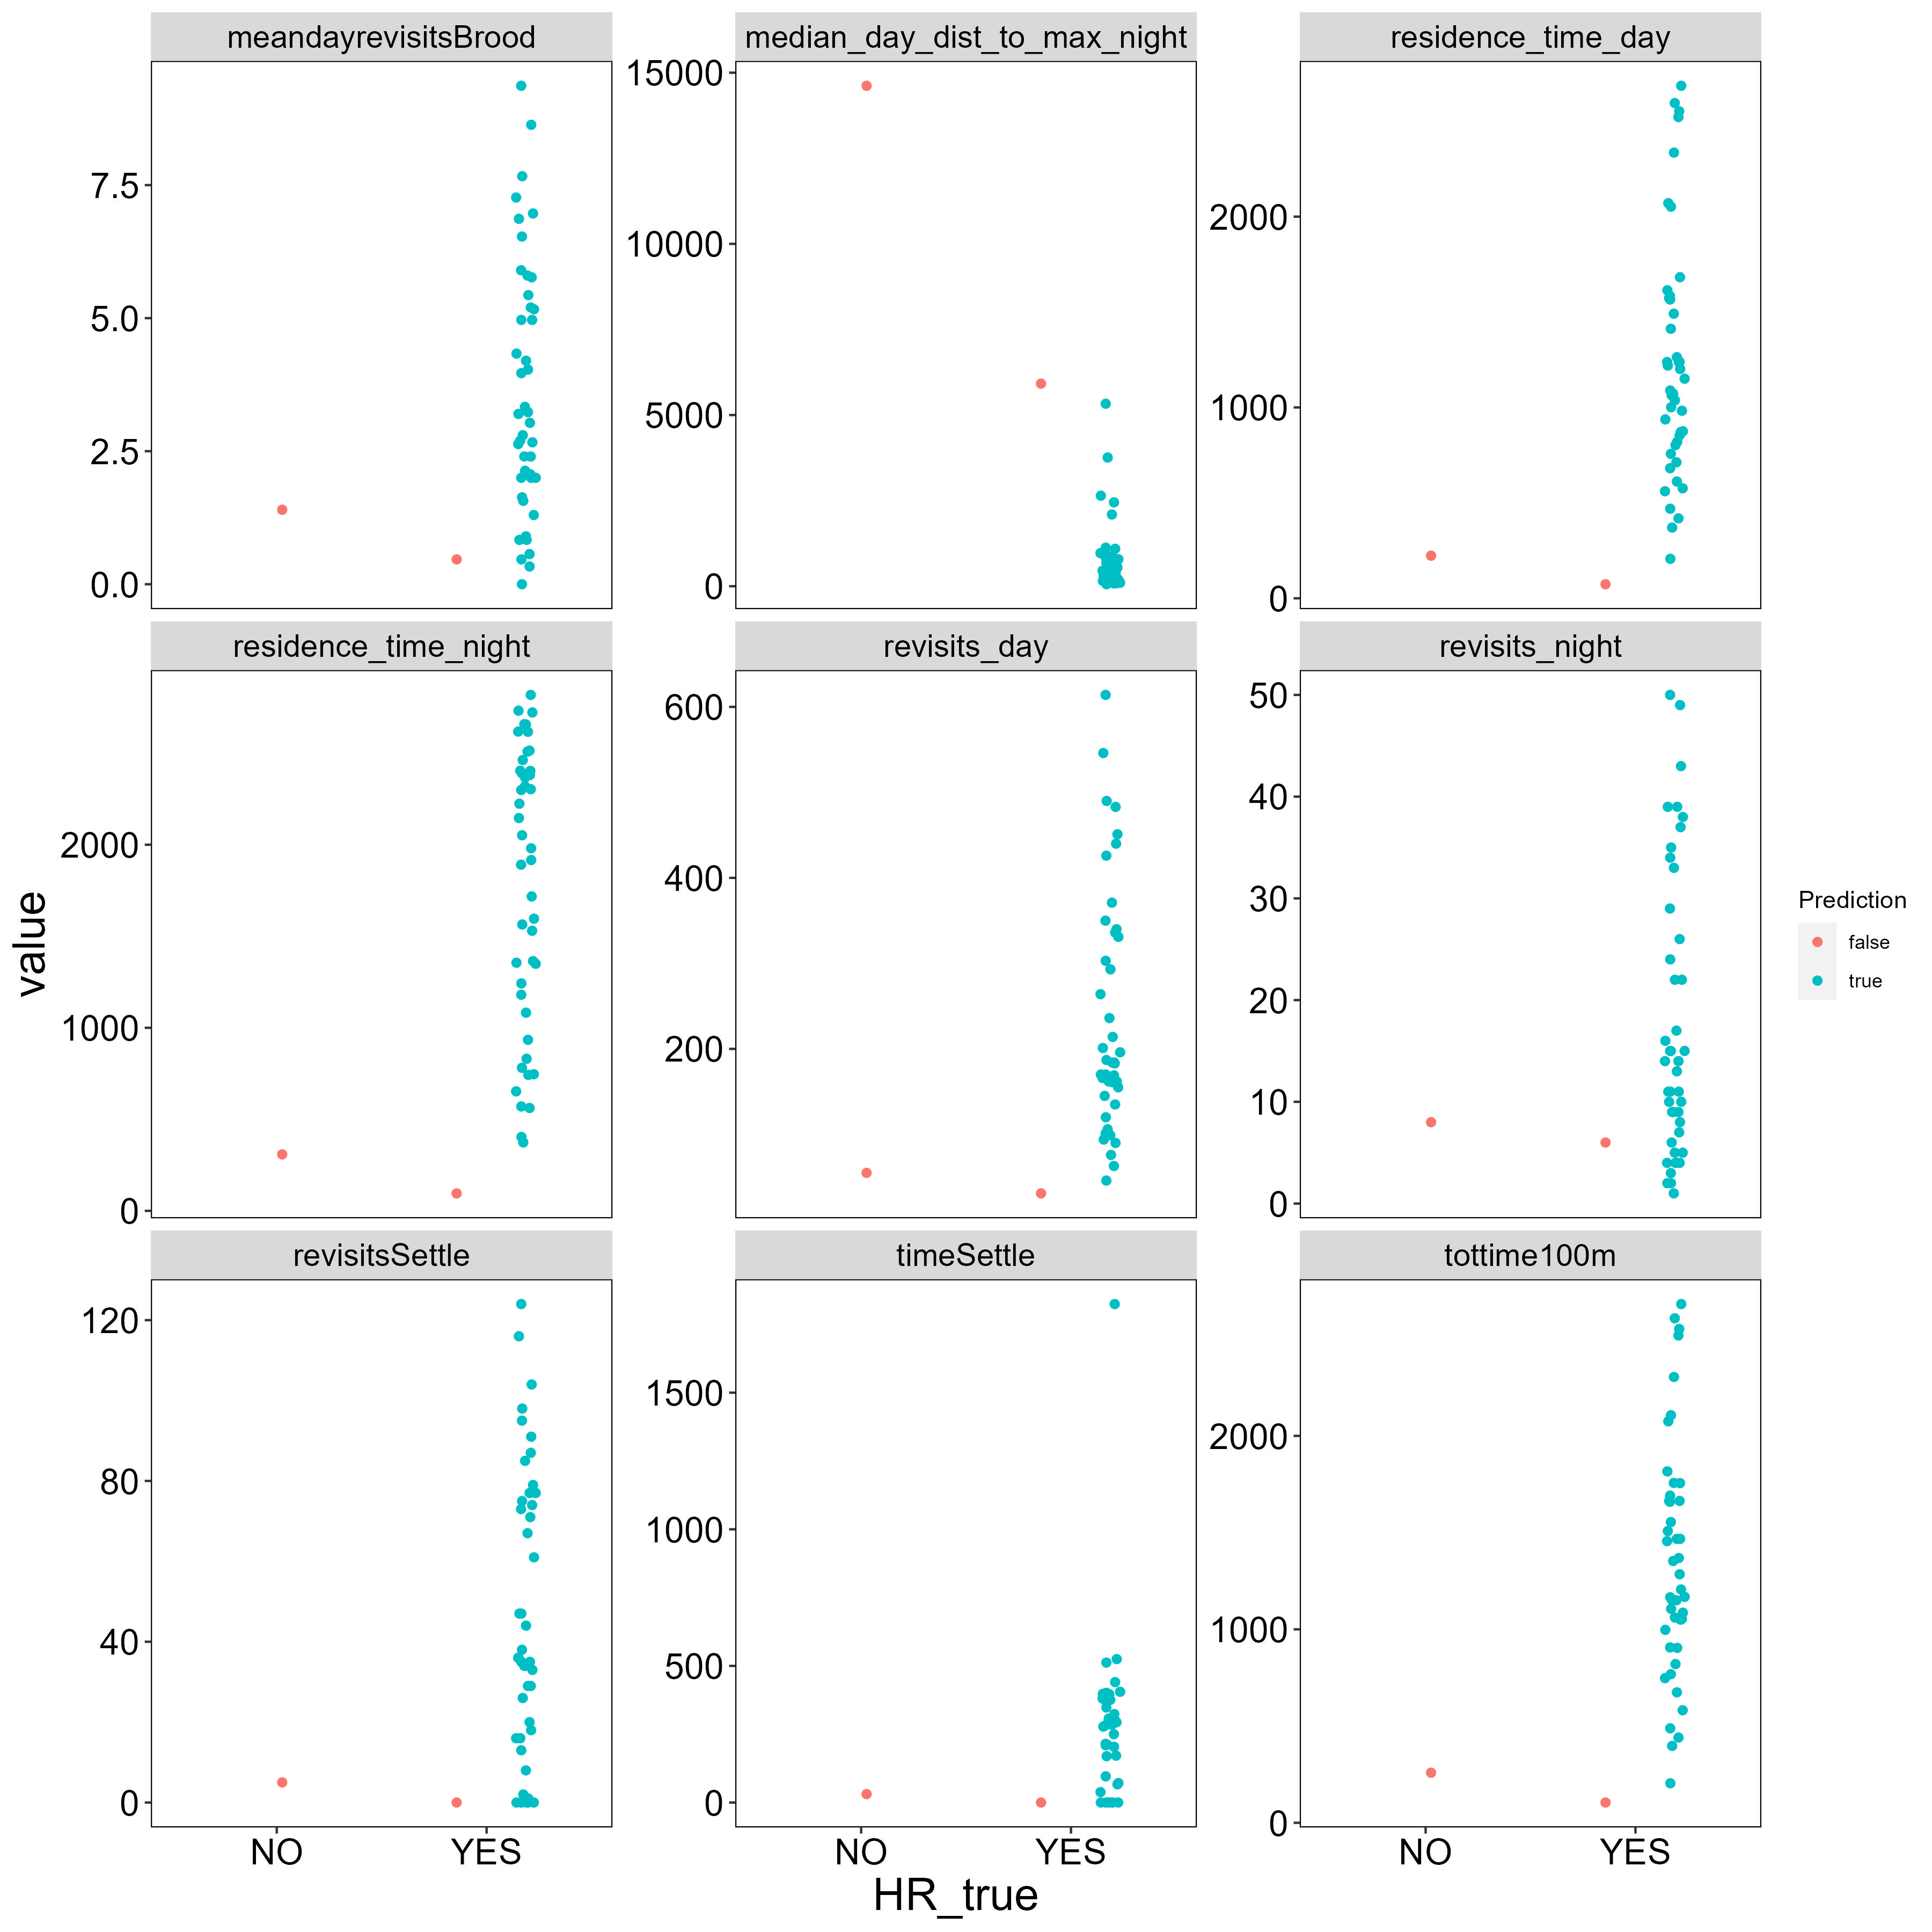 meandayrevisitsBrood
median_day_dist_to_max_night
residence_time_day
7.5
5.0
2.5
0.0
15000
10000
5000
0
2000
1000
0
residence_time_night
revisits_day
revisits_night
2000
1000
0
600
400
200
50
40
30
20
10
0
revisitsSettle
timeSettle
tottime100m
120
80
40
0
1500
1000
500
0
2000
1000
0
NO
YES
NO
YES
NO
YES
HR_true
value
Prediction
false
true